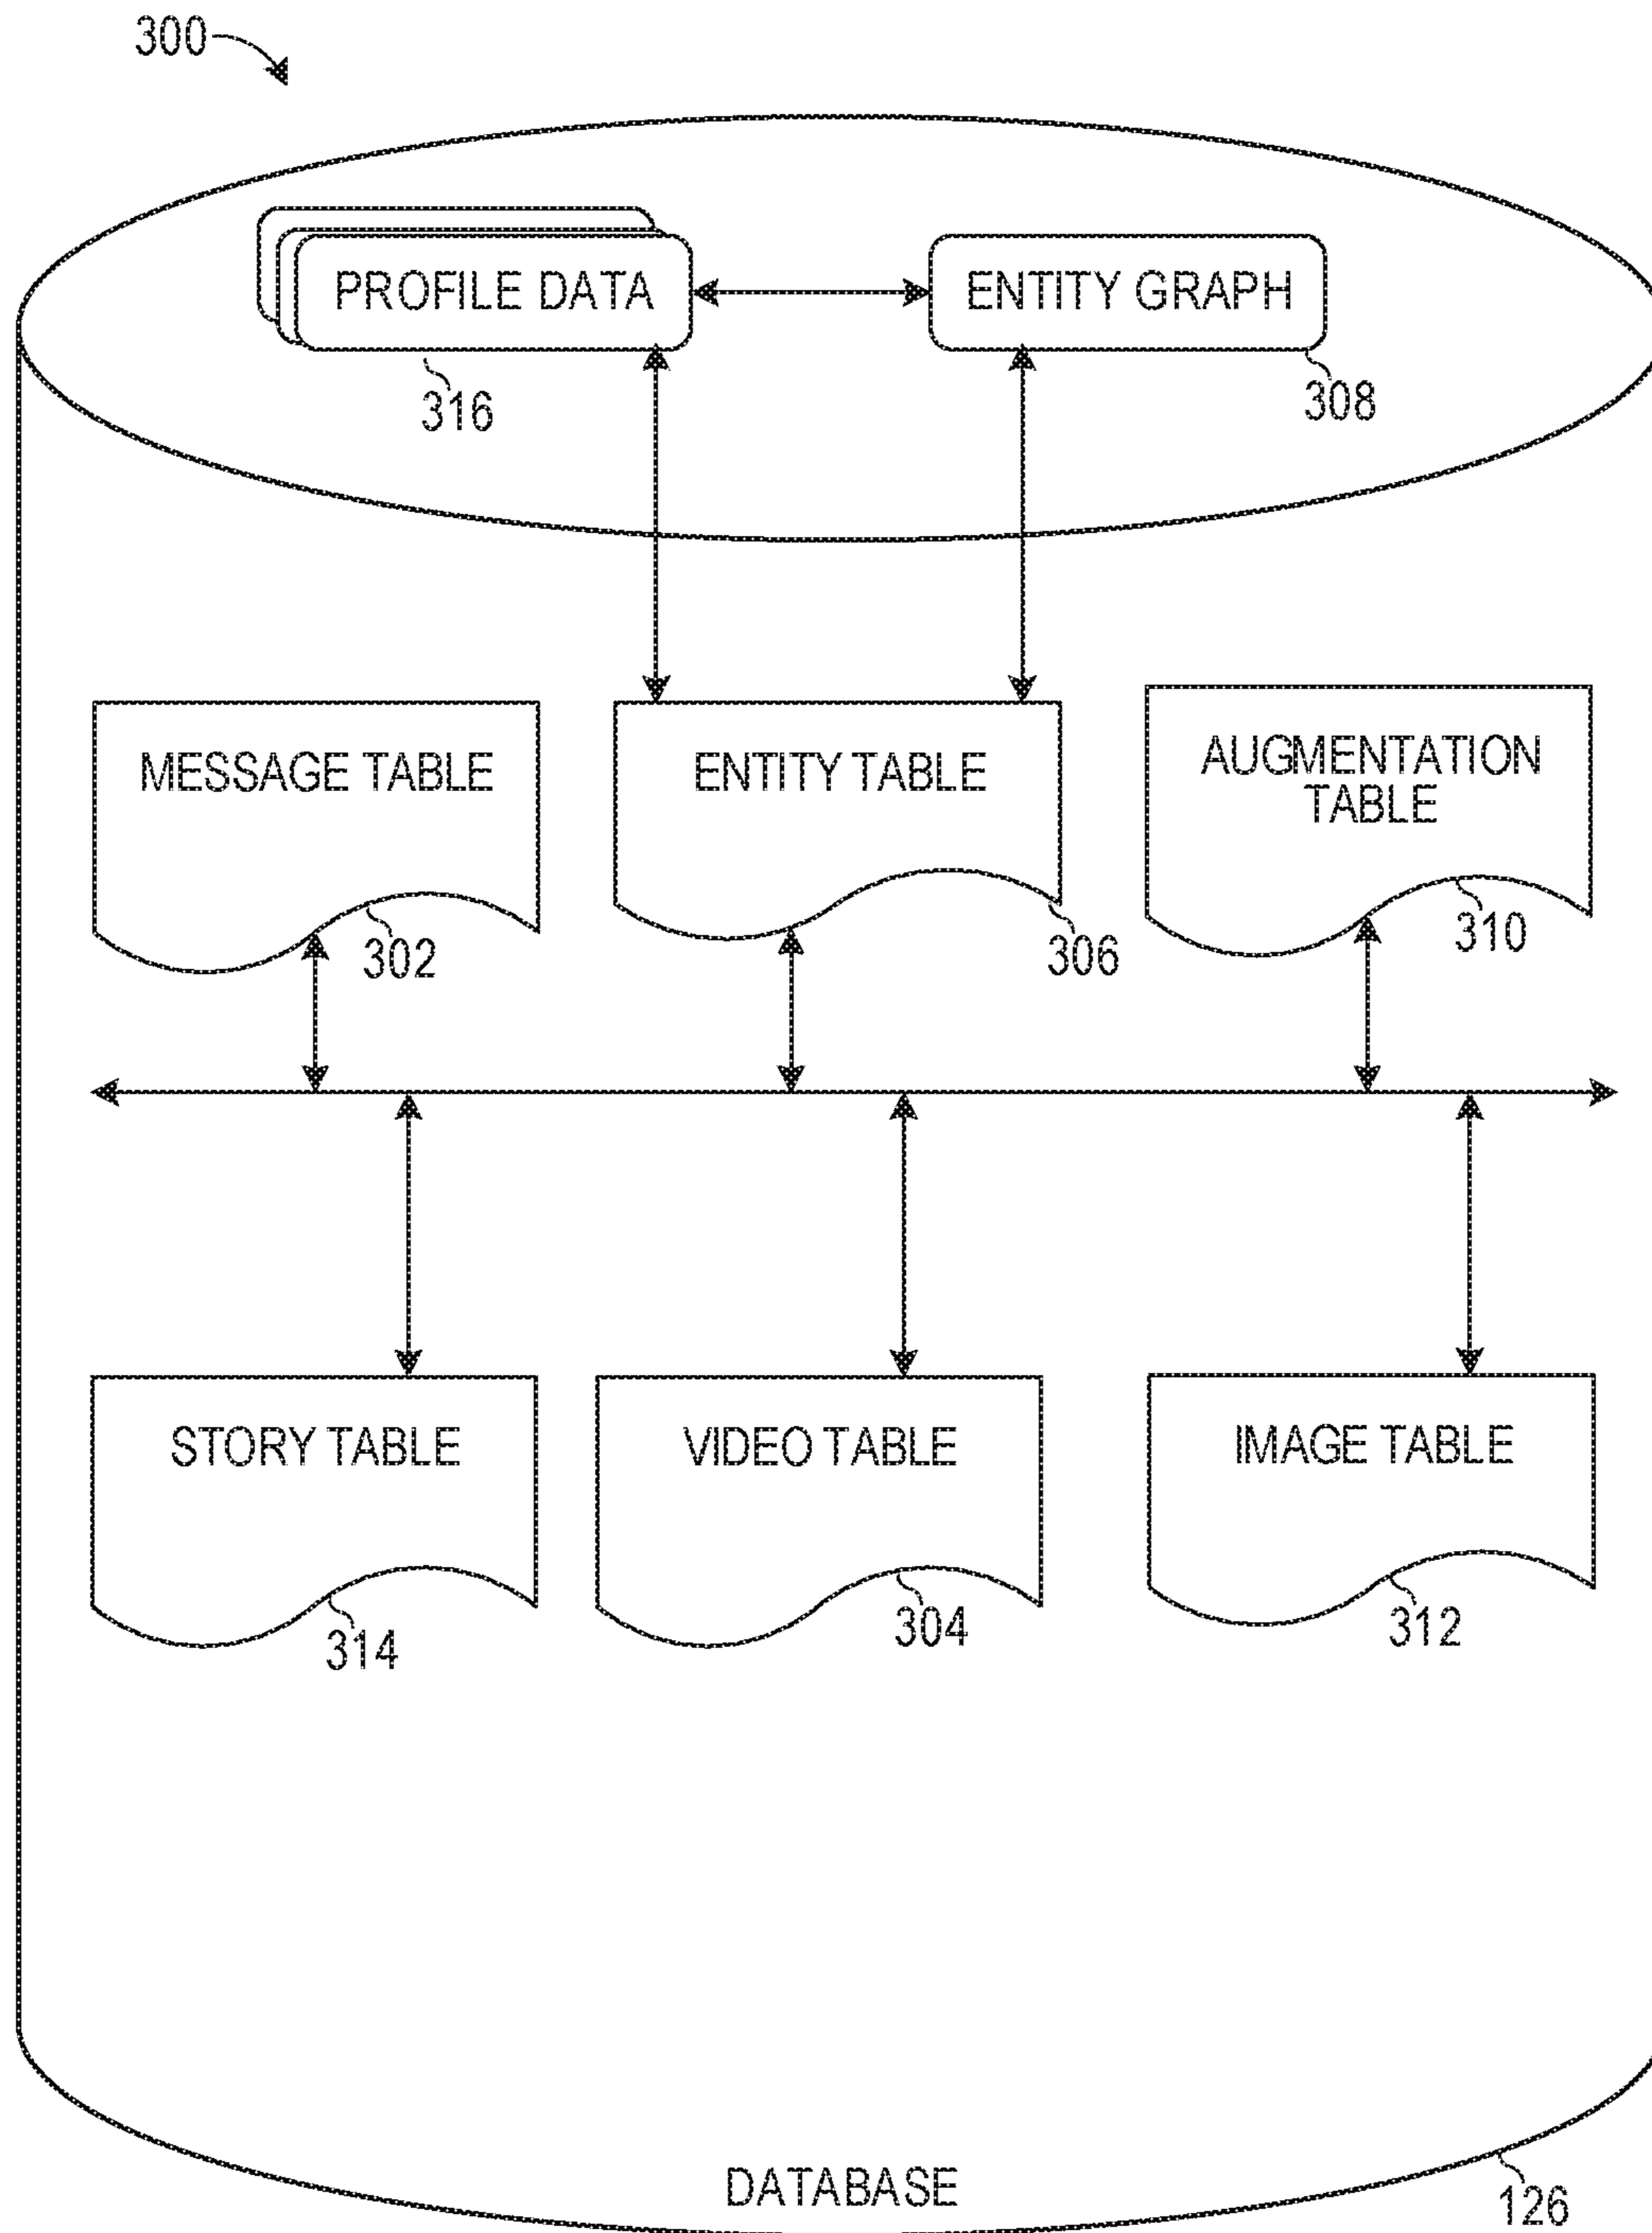 300
PROFILE DATA
ENTITY GRAPH
316
308
MESSAGE TABLE
ENTITY TABLE
AUGMENTATION
TABLE
302
306
310
STORY TABLE
VIDEO TABLE
IMAGE TABLE
314
304
312
DATABASE
126